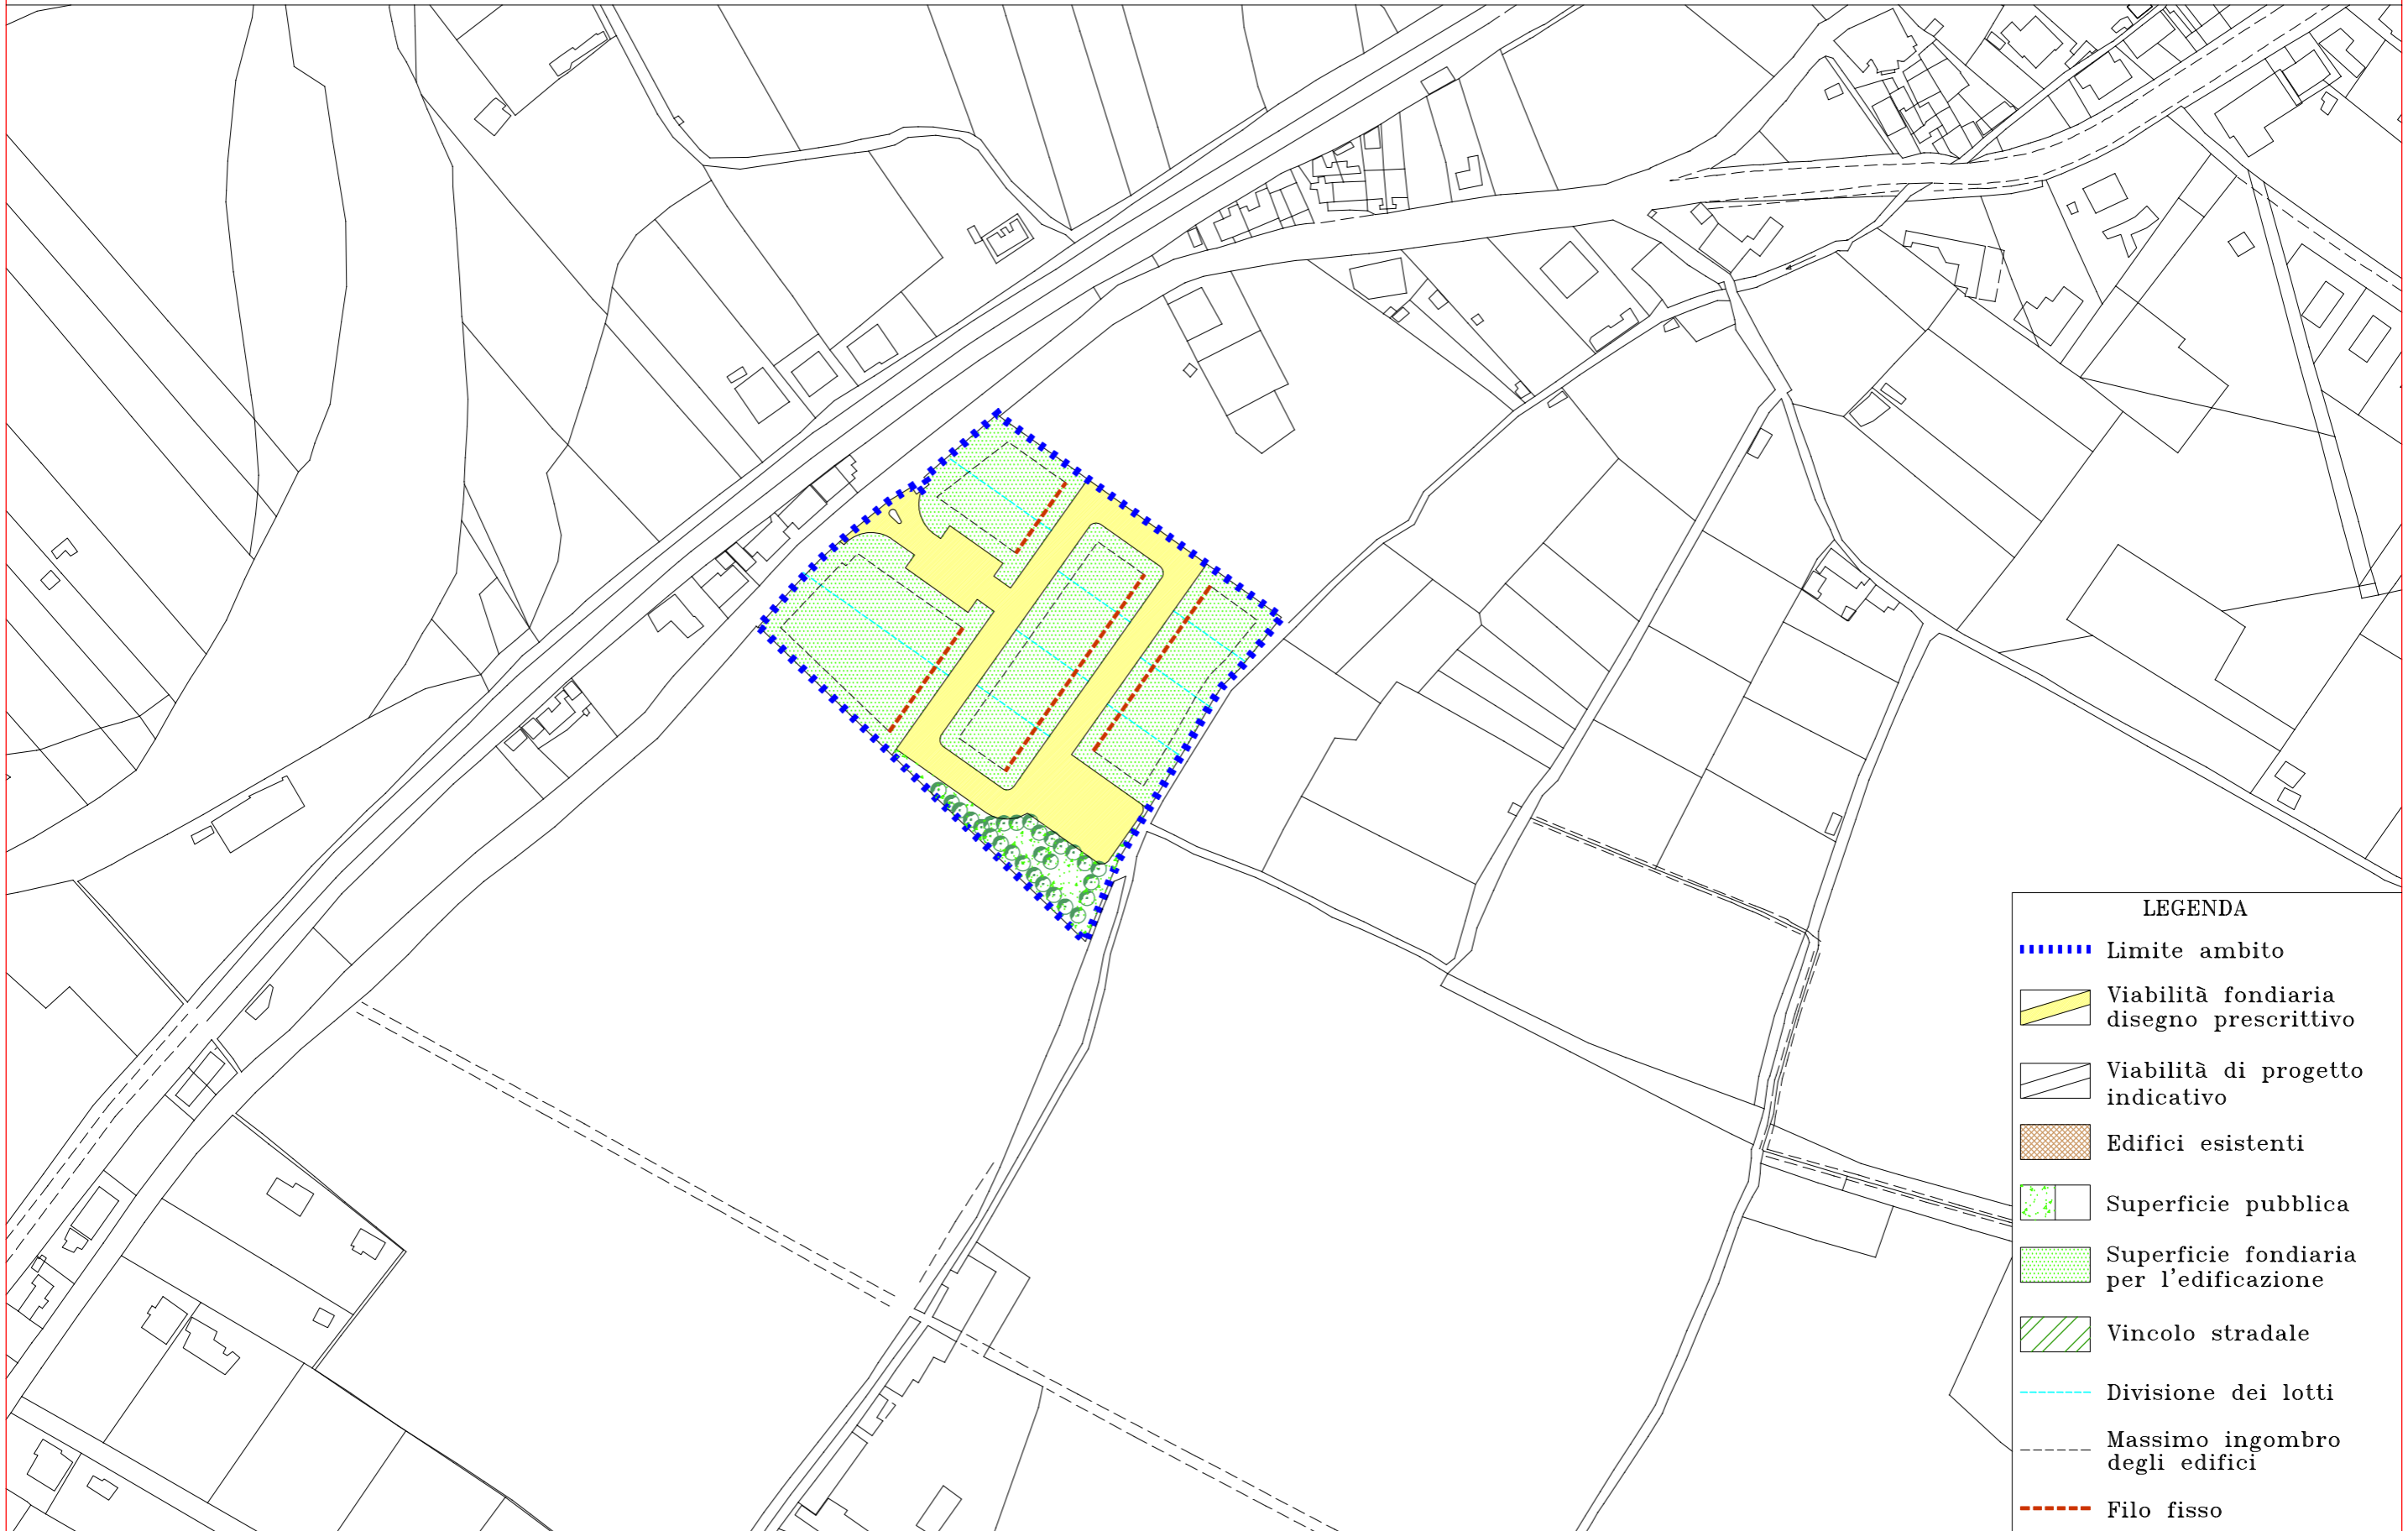 LEGENDA
Limite ambito
Viabilità fondiaria
disegno prescrittivo
Viabilità di progetto
indicativo
Edifici esistenti
Superficie pubblica
Superficie fondiaria
per l'edificazione
Vincolo stradale
Divisione dei lotti
Massimo ingombro
degli edifici
Filo fisso